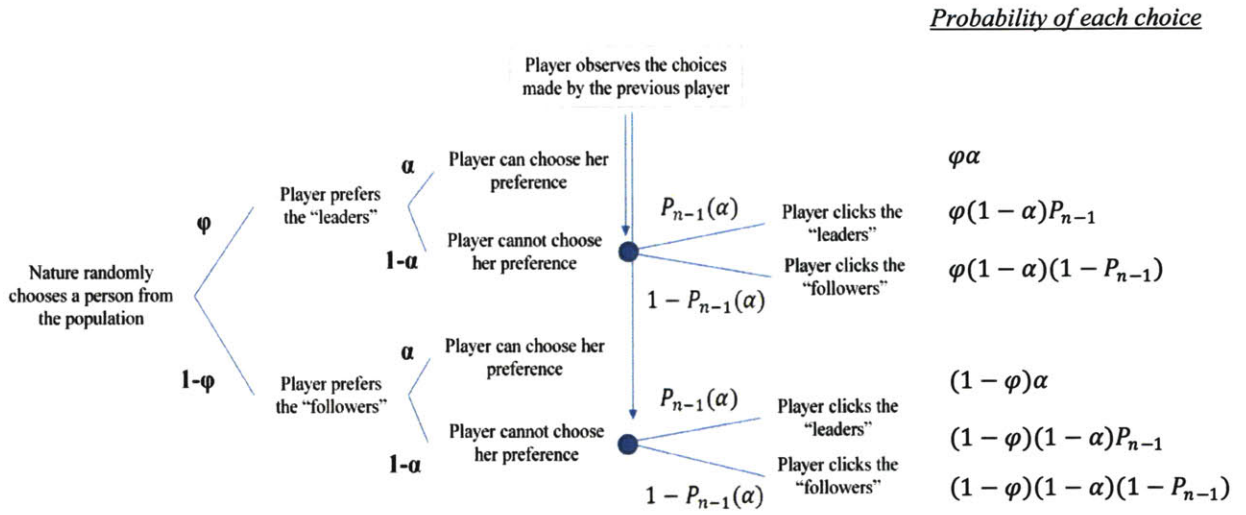 Probability of each choice
Player observes the choices
made by the previous player
α
Player can choose her
preference
φα
φ
Player prefers
the “leaders”
P_{n−1}(α)
Player clicks the
“leaders”
φ(1 − α)P_{n−1}
1-α
Player cannot choose
her preference
Player clicks the
“followers”
φ(1 − α)(1 − P_{n−1})
1 − P_{n−1}(α)
Nature randomly
chooses a person from
the population
α
Player can choose her
preference
(1 − φ)α
1-φ
Player prefers
the “followers”
P_{n−1}(α)
Player clicks the
“leaders”
(1 − φ)(1 − α)P_{n−1}
1-α
Player cannot choose
her preference
Player clicks the
“followers”
(1 − φ)(1 − α)(1 − P_{n−1})
1 − P_{n−1}(α)